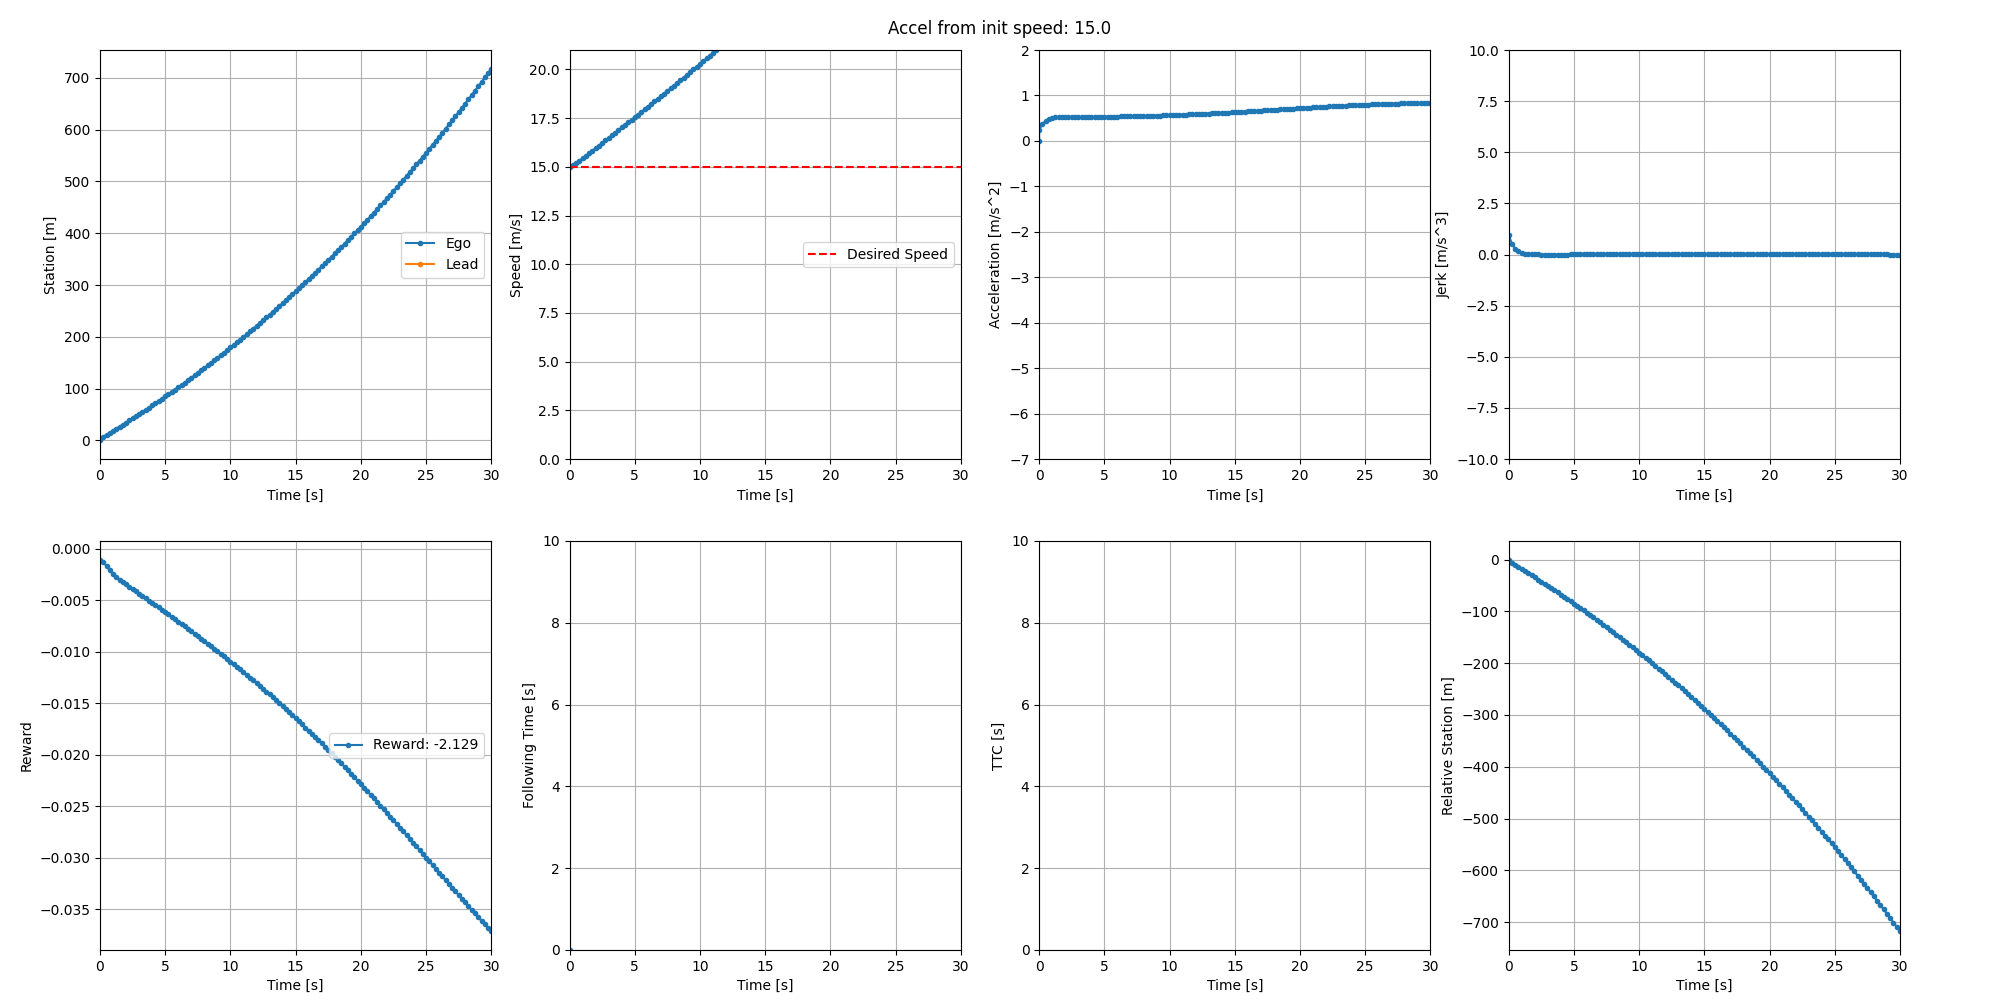 Accel from init speed: 15.0
700
600
500
400
300
200
100
0
0 5 10 15 20 25 30
Station [m]
Time [s]
Ego
Lead
20.0
17.5
15.0
12.5
10.0
7.5
5.0
2.5
0.0
0 5 10 15 20 25 30
Speed [m/s]
Time [s]
Desired Speed
2
1
0
−1
−2
−3
−4
−5
−6
−7
0 5 10 15 20 25 30
Acceleration [m/s^2]
Time [s]
10.0
7.5
5.0
2.5
0.0
−2.5
−5.0
−7.5
−10.0
0 5 10 15 20 25 30
Jerk [m/s^3]
Time [s]
0.000
−0.005
−0.010
−0.015
−0.020
−0.025
−0.030
−0.035
0 5 10 15 20 25 30
Reward
Time [s]
Reward: -2.129
10
8
6
4
2
0
0 5 10 15 20 25 30
Following Time [s]
Time [s]
10
8
6
4
2
0
0 5 10 15 20 25 30
TTC [s]
Time [s]
0
−100
−200
−300
−400
−500
−600
−700
0 5 10 15 20 25 30
Relative Station [m]
Time [s]